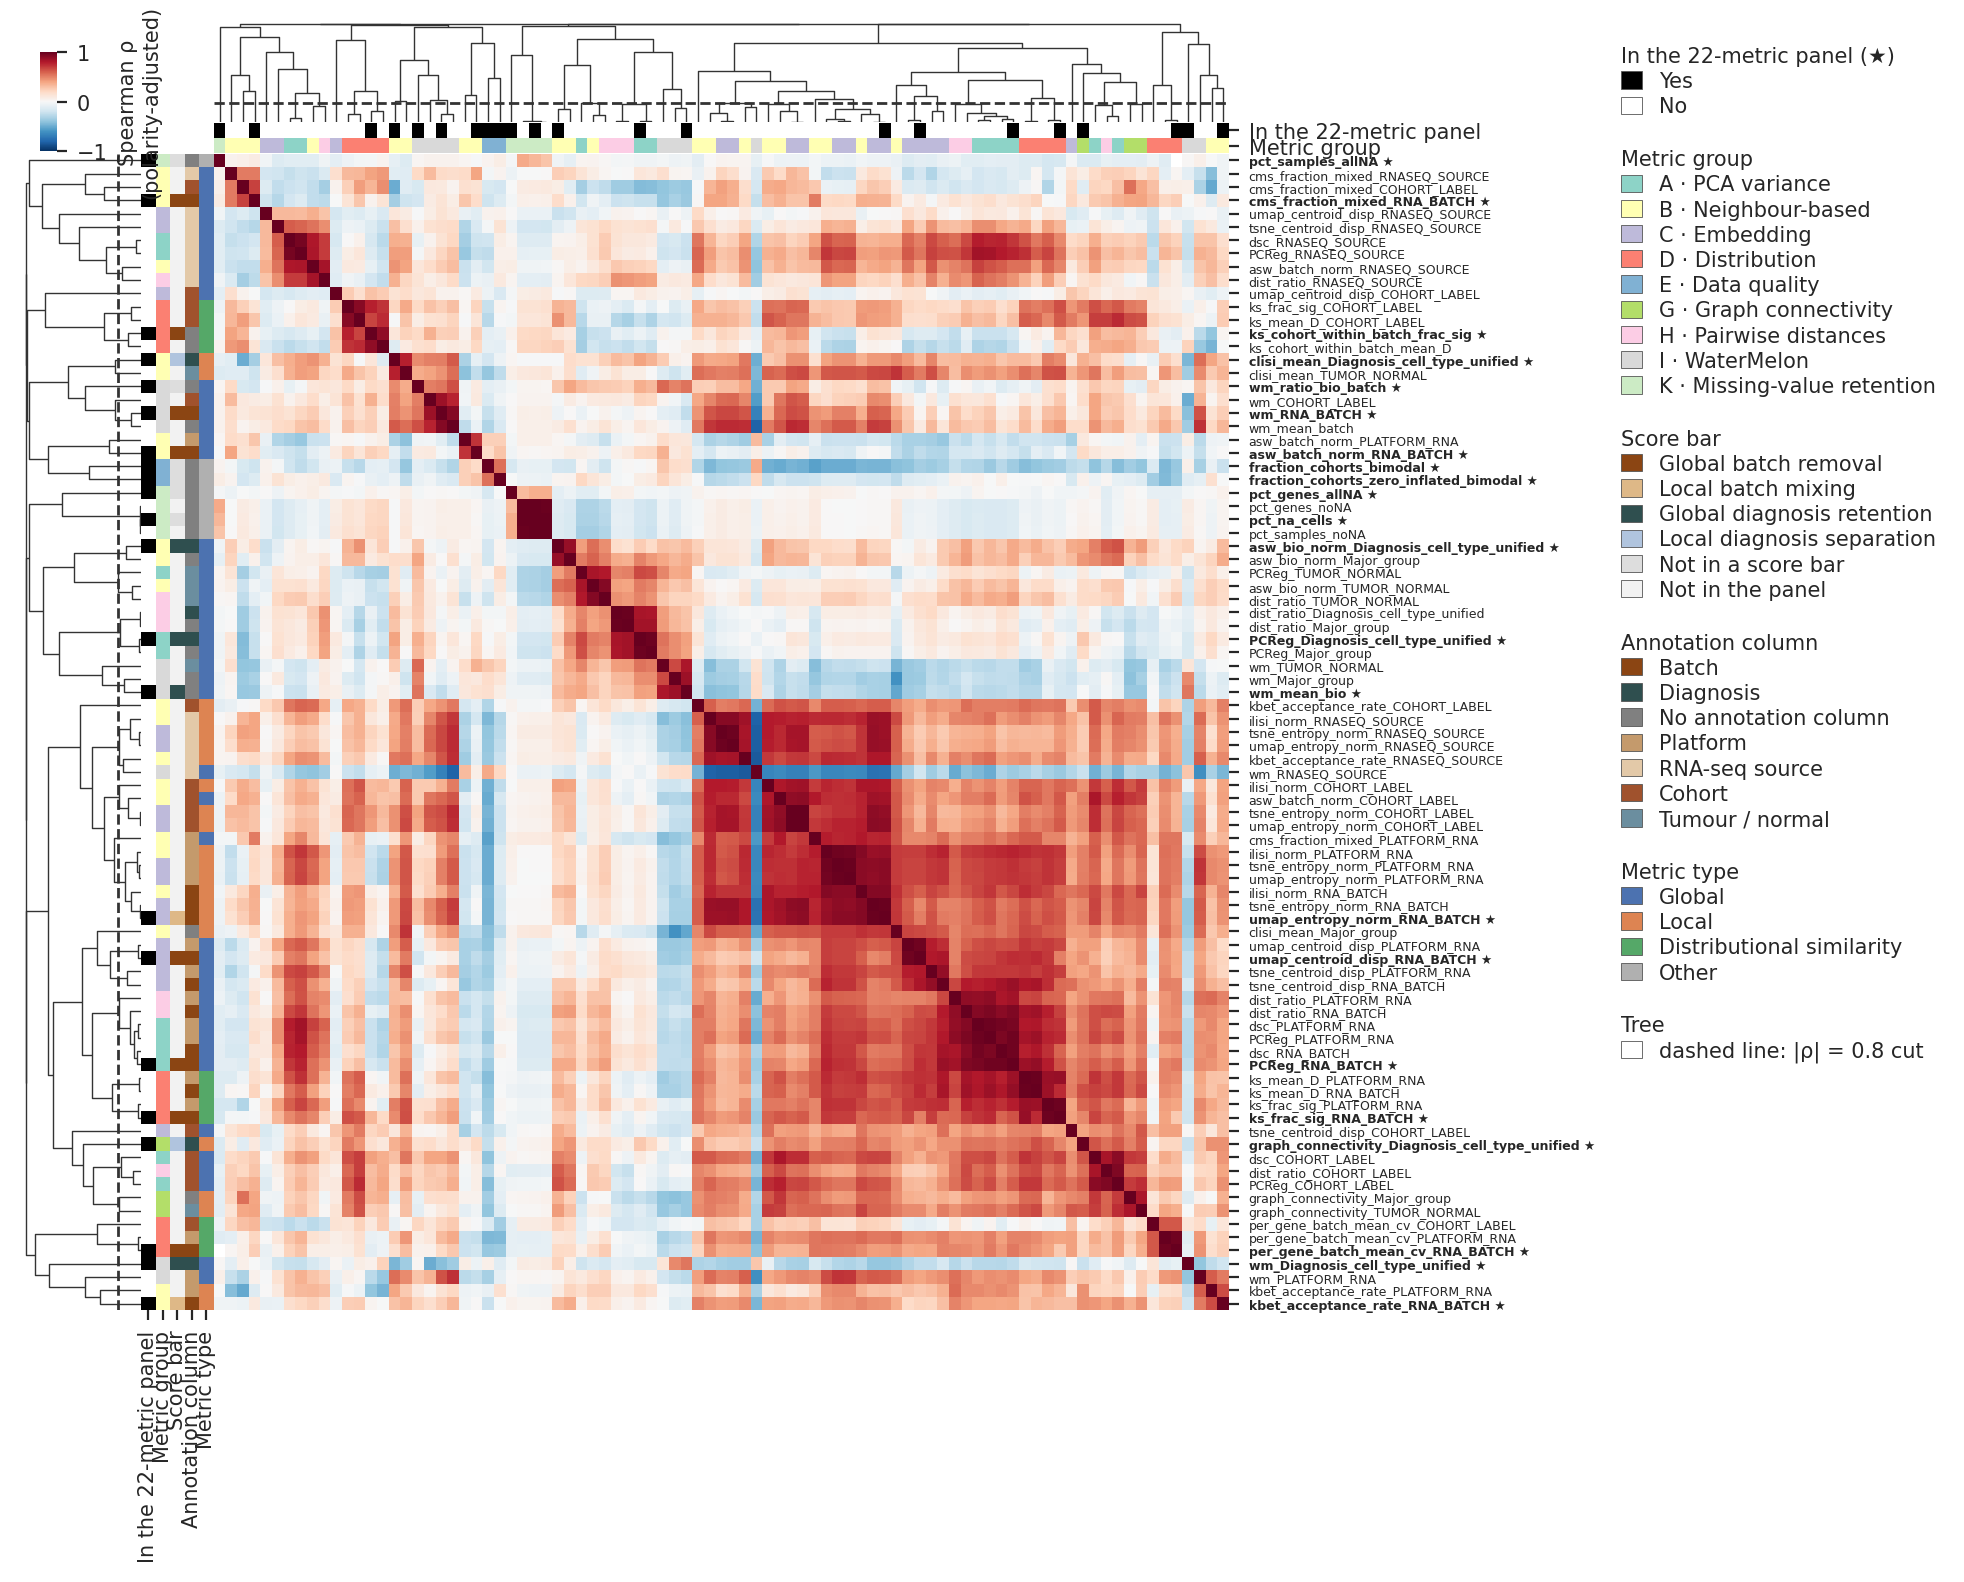 1
0
−1
Spearman ρ
(polarity-adjusted)
In the 22-metric panel
Metric group
pct_samples_allNA ★
cms_fraction_mixed_RNASEQ_SOURCE
cms_fraction_mixed_COHORT_LABEL
cms_fraction_mixed_RNA_BATCH ★
umap_centroid_disp_RNASEQ_SOURCE
tsne_centroid_disp_RNASEQ_SOURCE
dsc_RNASEQ_SOURCE
PCReg_RNASEQ_SOURCE
asw_batch_norm_RNASEQ_SOURCE
dist_ratio_RNASEQ_SOURCE
umap_centroid_disp_COHORT_LABEL
ks_frac_sig_COHORT_LABEL
ks_mean_D_COHORT_LABEL
ks_cohort_within_batch_frac_sig ★
ks_cohort_within_batch_mean_D
clisi_mean_Diagnosis_cell_type_unified ★
clisi_mean_TUMOR_NORMAL
wm_ratio_bio_batch ★
wm_COHORT_LABEL
wm_RNA_BATCH ★
wm_mean_batch
asw_batch_norm_PLATFORM_RNA
asw_batch_norm_RNA_BATCH ★
fraction_cohorts_bimodal ★
fraction_cohorts_zero_inflated_bimodal ★
pct_genes_allNA ★
pct_genes_noNA
pct_na_cells ★
pct_samples_noNA
asw_bio_norm_Diagnosis_cell_type_unified ★
asw_bio_norm_Major_group
PCReg_TUMOR_NORMAL
asw_bio_norm_TUMOR_NORMAL
dist_ratio_TUMOR_NORMAL
dist_ratio_Diagnosis_cell_type_unified
dist_ratio_Major_group
PCReg_Diagnosis_cell_type_unified ★
PCReg_Major_group
wm_TUMOR_NORMAL
wm_Major_group
wm_mean_bio ★
kbet_acceptance_rate_COHORT_LABEL
ilisi_norm_RNASEQ_SOURCE
tsne_entropy_norm_RNASEQ_SOURCE
umap_entropy_norm_RNASEQ_SOURCE
kbet_acceptance_rate_RNASEQ_SOURCE
wm_RNASEQ_SOURCE
ilisi_norm_COHORT_LABEL
asw_batch_norm_COHORT_LABEL
tsne_entropy_norm_COHORT_LABEL
umap_entropy_norm_COHORT_LABEL
cms_fraction_mixed_PLATFORM_RNA
ilisi_norm_PLATFORM_RNA
tsne_entropy_norm_PLATFORM_RNA
umap_entropy_norm_PLATFORM_RNA
ilisi_norm_RNA_BATCH
tsne_entropy_norm_RNA_BATCH
umap_entropy_norm_RNA_BATCH ★
clisi_mean_Major_group
umap_centroid_disp_PLATFORM_RNA
umap_centroid_disp_RNA_BATCH ★
tsne_centroid_disp_PLATFORM_RNA
tsne_centroid_disp_RNA_BATCH
dist_ratio_PLATFORM_RNA
dist_ratio_RNA_BATCH
dsc_PLATFORM_RNA
PCReg_PLATFORM_RNA
dsc_RNA_BATCH
PCReg_RNA_BATCH ★
ks_mean_D_PLATFORM_RNA
ks_mean_D_RNA_BATCH
ks_frac_sig_PLATFORM_RNA
ks_frac_sig_RNA_BATCH ★
tsne_centroid_disp_COHORT_LABEL
graph_connectivity_Diagnosis_cell_type_unified ★
dsc_COHORT_LABEL
dist_ratio_COHORT_LABEL
PCReg_COHORT_LABEL
graph_connectivity_Major_group
graph_connectivity_TUMOR_NORMAL
per_gene_batch_mean_cv_COHORT_LABEL
per_gene_batch_mean_cv_PLATFORM_RNA
per_gene_batch_mean_cv_RNA_BATCH ★
wm_Diagnosis_cell_type_unified ★
wm_PLATFORM_RNA
kbet_acceptance_rate_PLATFORM_RNA
kbet_acceptance_rate_RNA_BATCH ★
In the 22-metric panel
Metric group
Score bar
Annotation column
Metric type
In the 22-metric panel (★)
Yes
No
Metric group
A · PCA variance
B · Neighbour-based
C · Embedding
D · Distribution
E · Data quality
G · Graph connectivity
H · Pairwise distances
I · WaterMelon
K · Missing-value retention
Score bar
Global batch removal
Local batch mixing
Global diagnosis retention
Local diagnosis separation
Not in a score bar
Not in the panel
Annotation column
Batch
Diagnosis
No annotation column
Platform
RNA-seq source
Cohort
Tumour / normal
Metric type
Global
Local
Distributional similarity
Other
Tree
dashed line: |ρ| = 0.8 cut